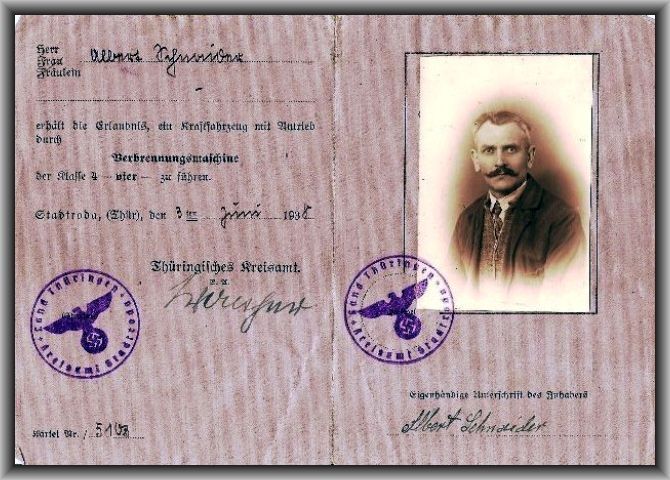 Herr
Frau Albert Schneider
Fräulein
erhält die Erlaubnis, ein Kraftfahrzeug mit Antrieb
durch
Verbrennungsmaschine
der Klasse 4 — vier — zu führen.
Stadtroda, (Thür), den 3ten Juni 1938
Thüringisches Kreisamt.
Land Thüringen
Kreisamt Stadtroda
Kartei Nr. / 5108
Land Thüringen
Kreisamt Stadtroda
Eigenhändige Unterschrift des Inhabers
Albert Schneider